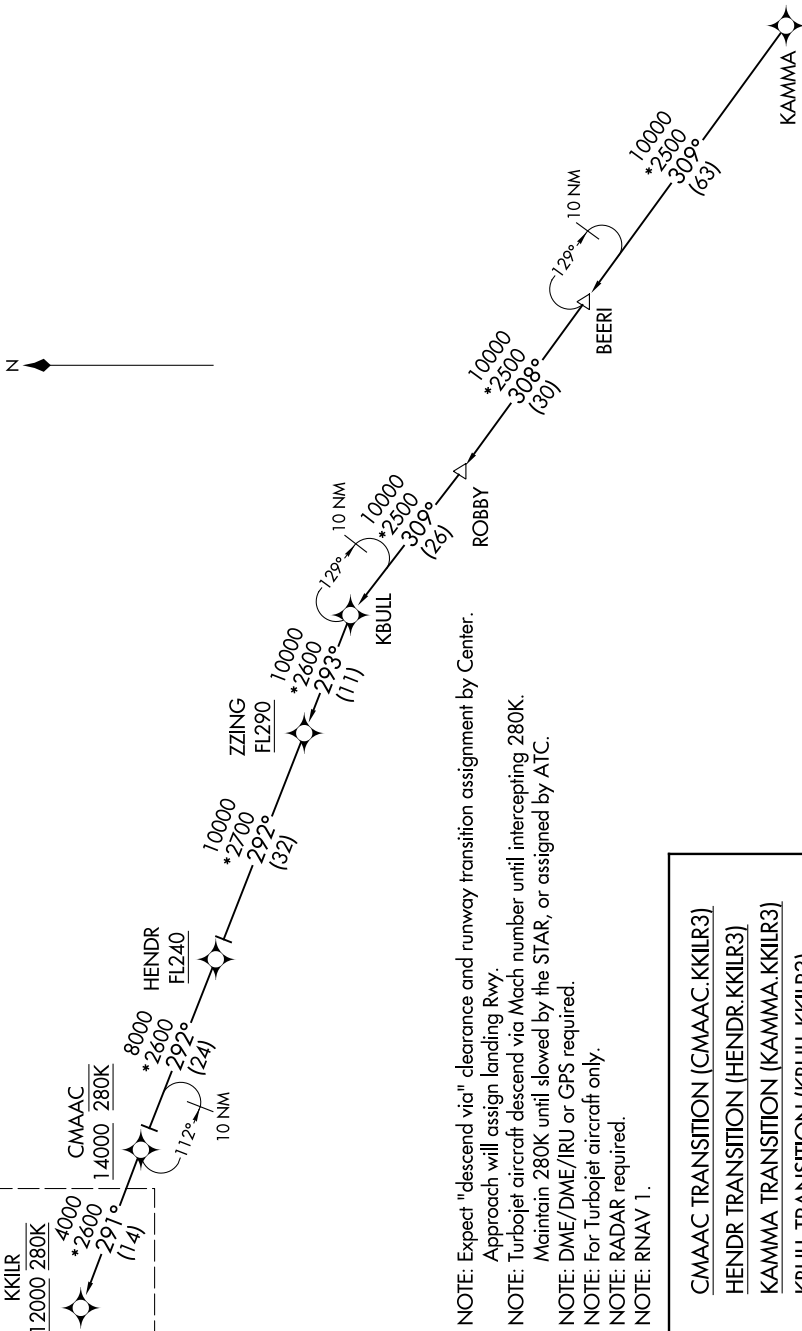 N
KKILR
12000 280K
4000
*2600
291°
(14)
CMAAC
14000 280K
112°
10 NM
8000
*2600
292°
(24)
HENDR
FL240
10000
*2700
292°
(32)
ZZING
FL290
10000
*2600
293°
(11)
KBULL
129°
10 NM
10000
*2500
309°
(26)
ROBBY
10000
*2500
308°
(30)
BEERI
129°
10 NM
10000
*2500
309°
(63)
KAMMA
NOTE: Expect "descend via" clearance and runway transition assignment by Center.
Approach will assign landing Rwy.
NOTE: Turbojet aircraft descend via Mach number until intercepting 280K.
Maintain 280K until slowed by the STAR, or assigned by ATC.
NOTE: DME/DME/IRU or GPS required.
NOTE: For Turbojet aircraft only.
NOTE: RADAR required.
NOTE: RNAV 1.
CMAAC TRANSITION (CMAAC.KKILR3)
HENDR TRANSITION (HENDR.KKILR3)
KAMMA TRANSITION (KAMMA.KKILR3)
KBULL TRANSITION (KBULL.KKILR3)